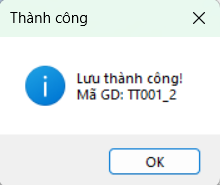 Thành công
Lưu thành công!
Mã GD: TT001_2
OK